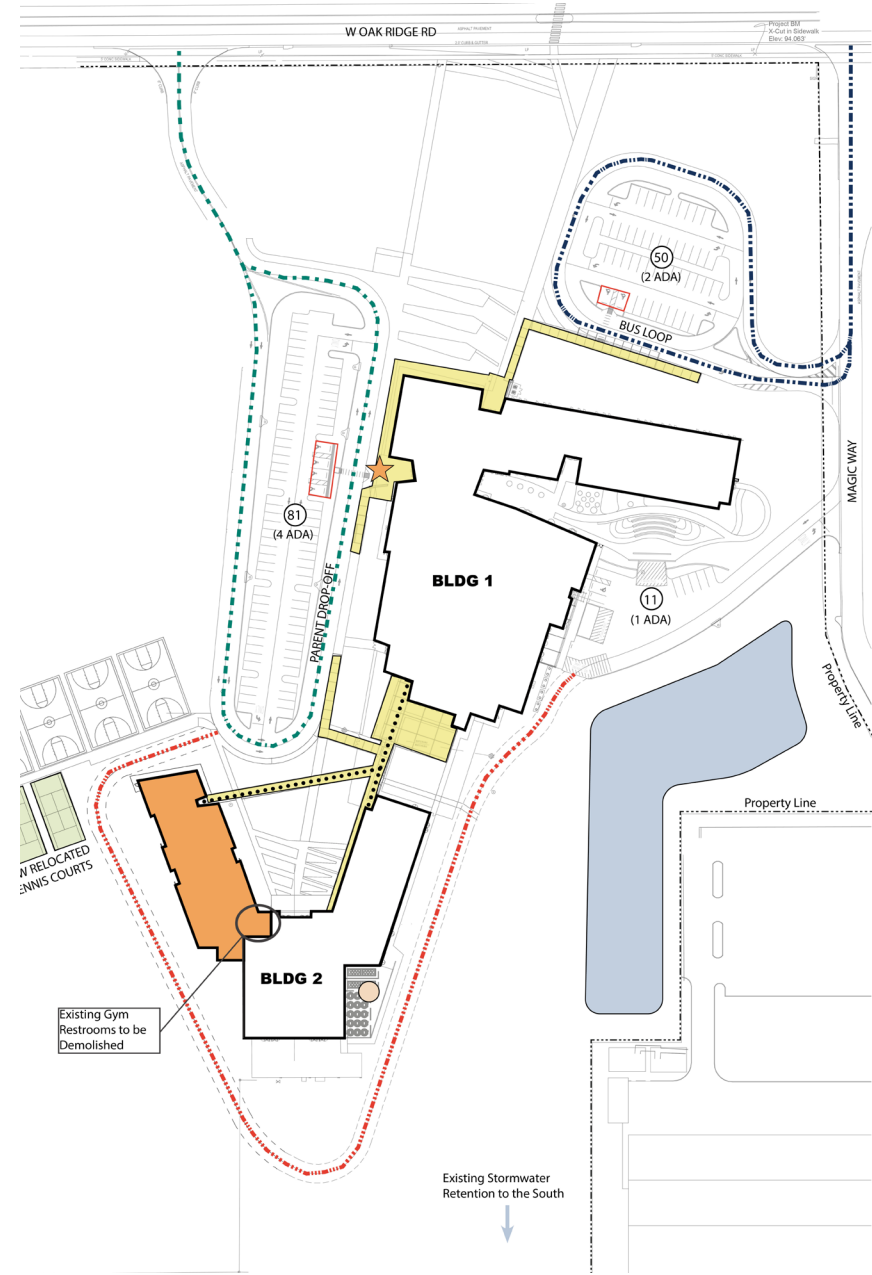 W OAK RIDGE RD
ASPHALT PAVEMENT
Project BM
X-Cut in Sidewalk
Elev: 94.063'
50
(2 ADA)
BUS LOOP
MAGIC WAY
81
(4 ADA)
PARENT DROP-OFF
BLDG 1
11
(1 ADA)
Property Line
Property Line
W RELOCATED
ENNIS COURTS
BLDG 2
Existing Gym
Restrooms to be
Demolished
Existing Stormwater
Retention to the South